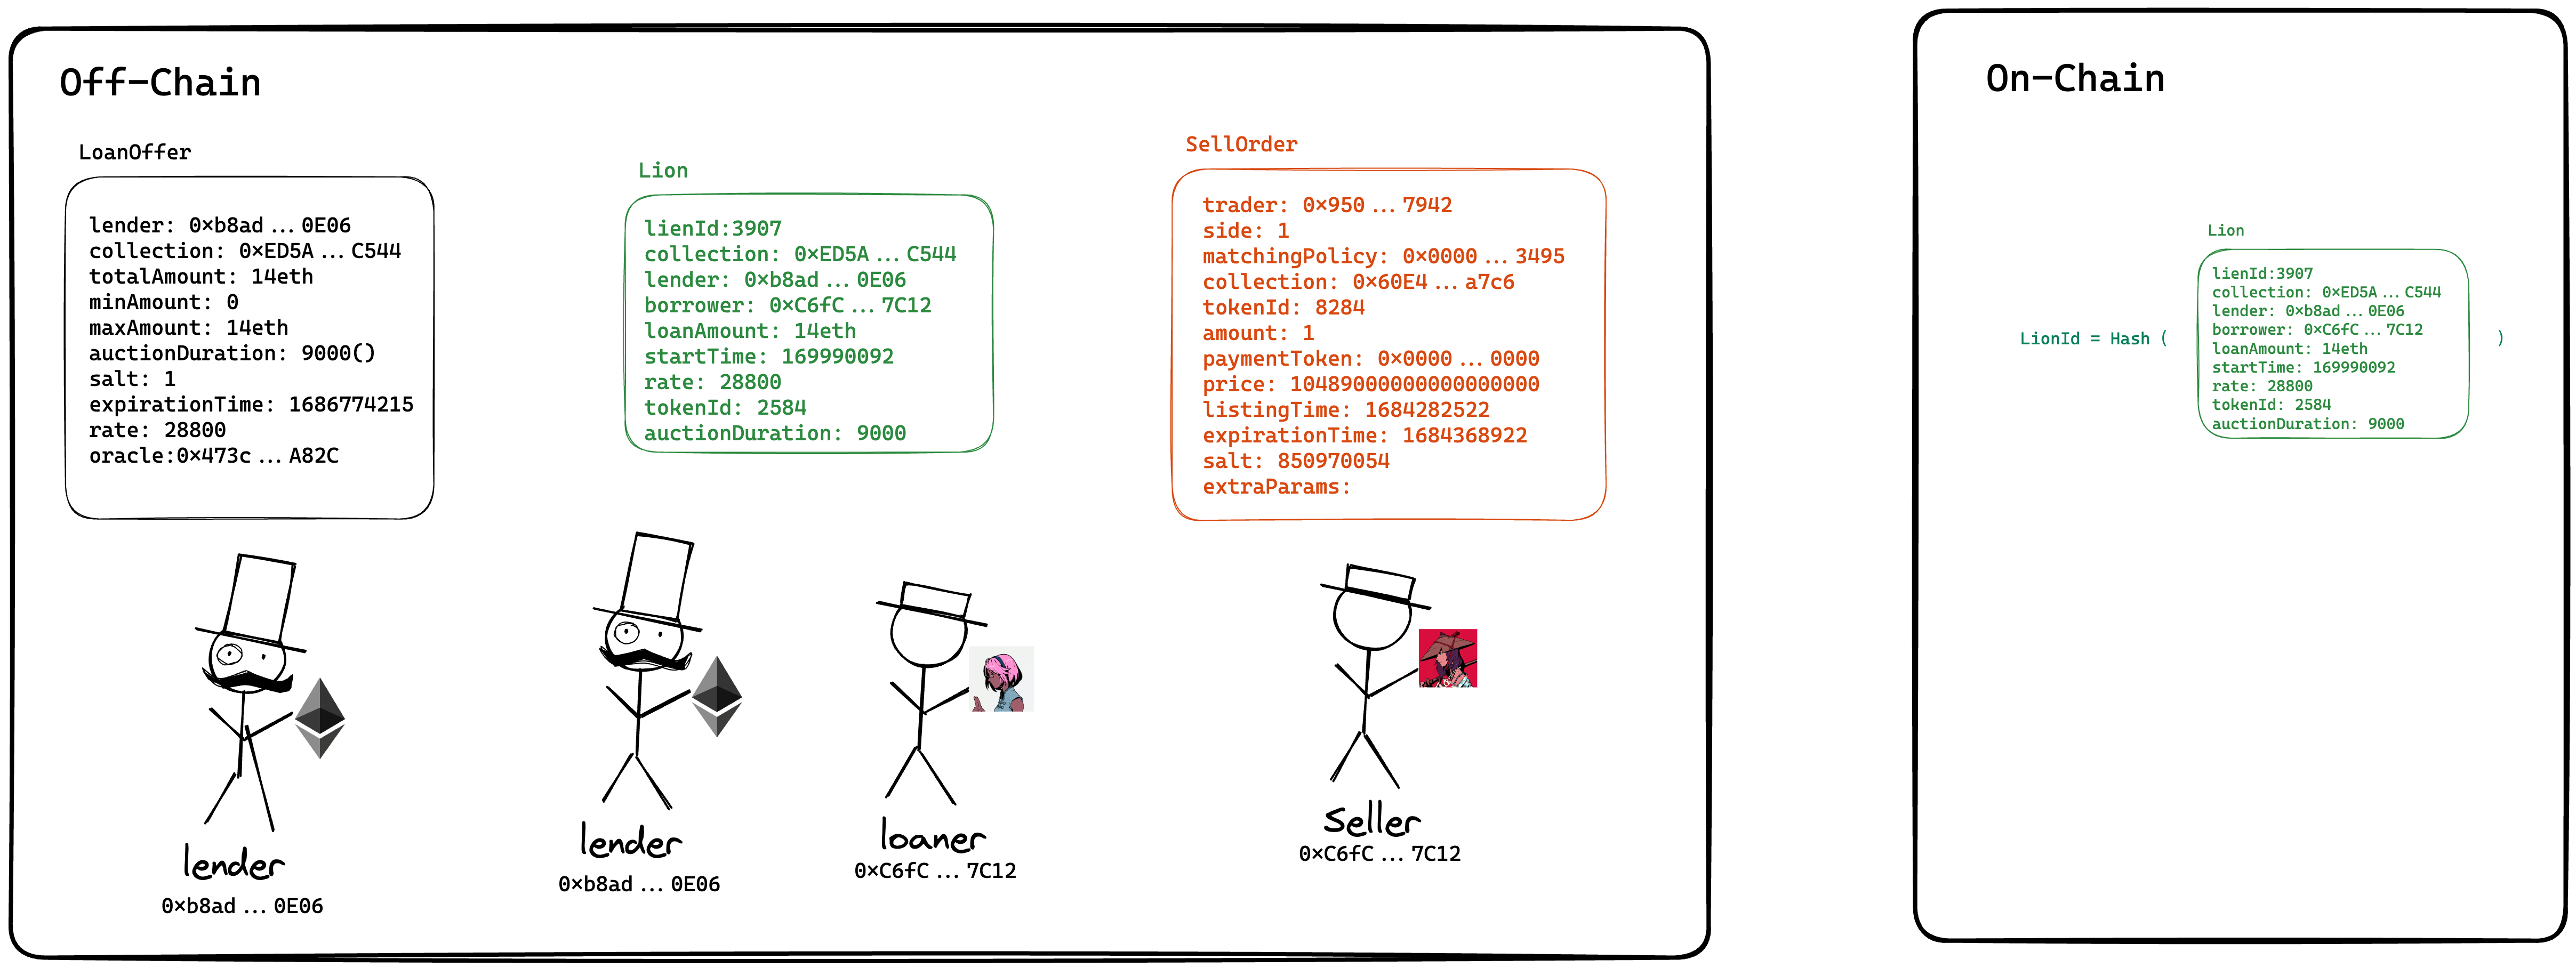 Off-Chain
LoanOffer
lender: 0×b8ad ... 0E06
collection: 0×ED5A ... C544
totalAmount: 14eth
minAmount: 0
maxAmount: 14eth
auctionDuration: 9000()
salt: 1
expirationTime: 1686774215
rate: 28800
oracle:0×473c ... A82C
lender
0×b8ad ... 0E06
Lion
lienId:3907
collection: 0×ED5A ... C544
lender: 0×b8ad ... 0E06
borrower: 0×C6fC ... 7C12
loanAmount: 14eth
startTime: 169990092
rate: 28800
tokenId: 2584
auctionDuration: 9000
lender
0×b8ad ... 0E06
loaner
0×C6fC ... 7C12
SellOrder
trader: 0×950 ... 7942
side: 1
matchingPolicy: 0×0000 ... 3495
collection: 0×60E4 ... a7c6
tokenId: 8284
amount: 1
paymentToken: 0×0000 ... 0000
price: 10489000000000000000
listingTime: 1684282522
expirationTime: 1684368922
salt: 850970054
extraParams:
Seller
0×C6fC ... 7C12
On-Chain
Lion
LionId = Hash (
lienId:3907
collection: 0×ED5A ... C544
lender: 0×b8ad ... 0E06
borrower: 0×C6fC ... 7C12
loanAmount: 14eth
startTime: 169990092
rate: 28800
tokenId: 2584
auctionDuration: 9000
)